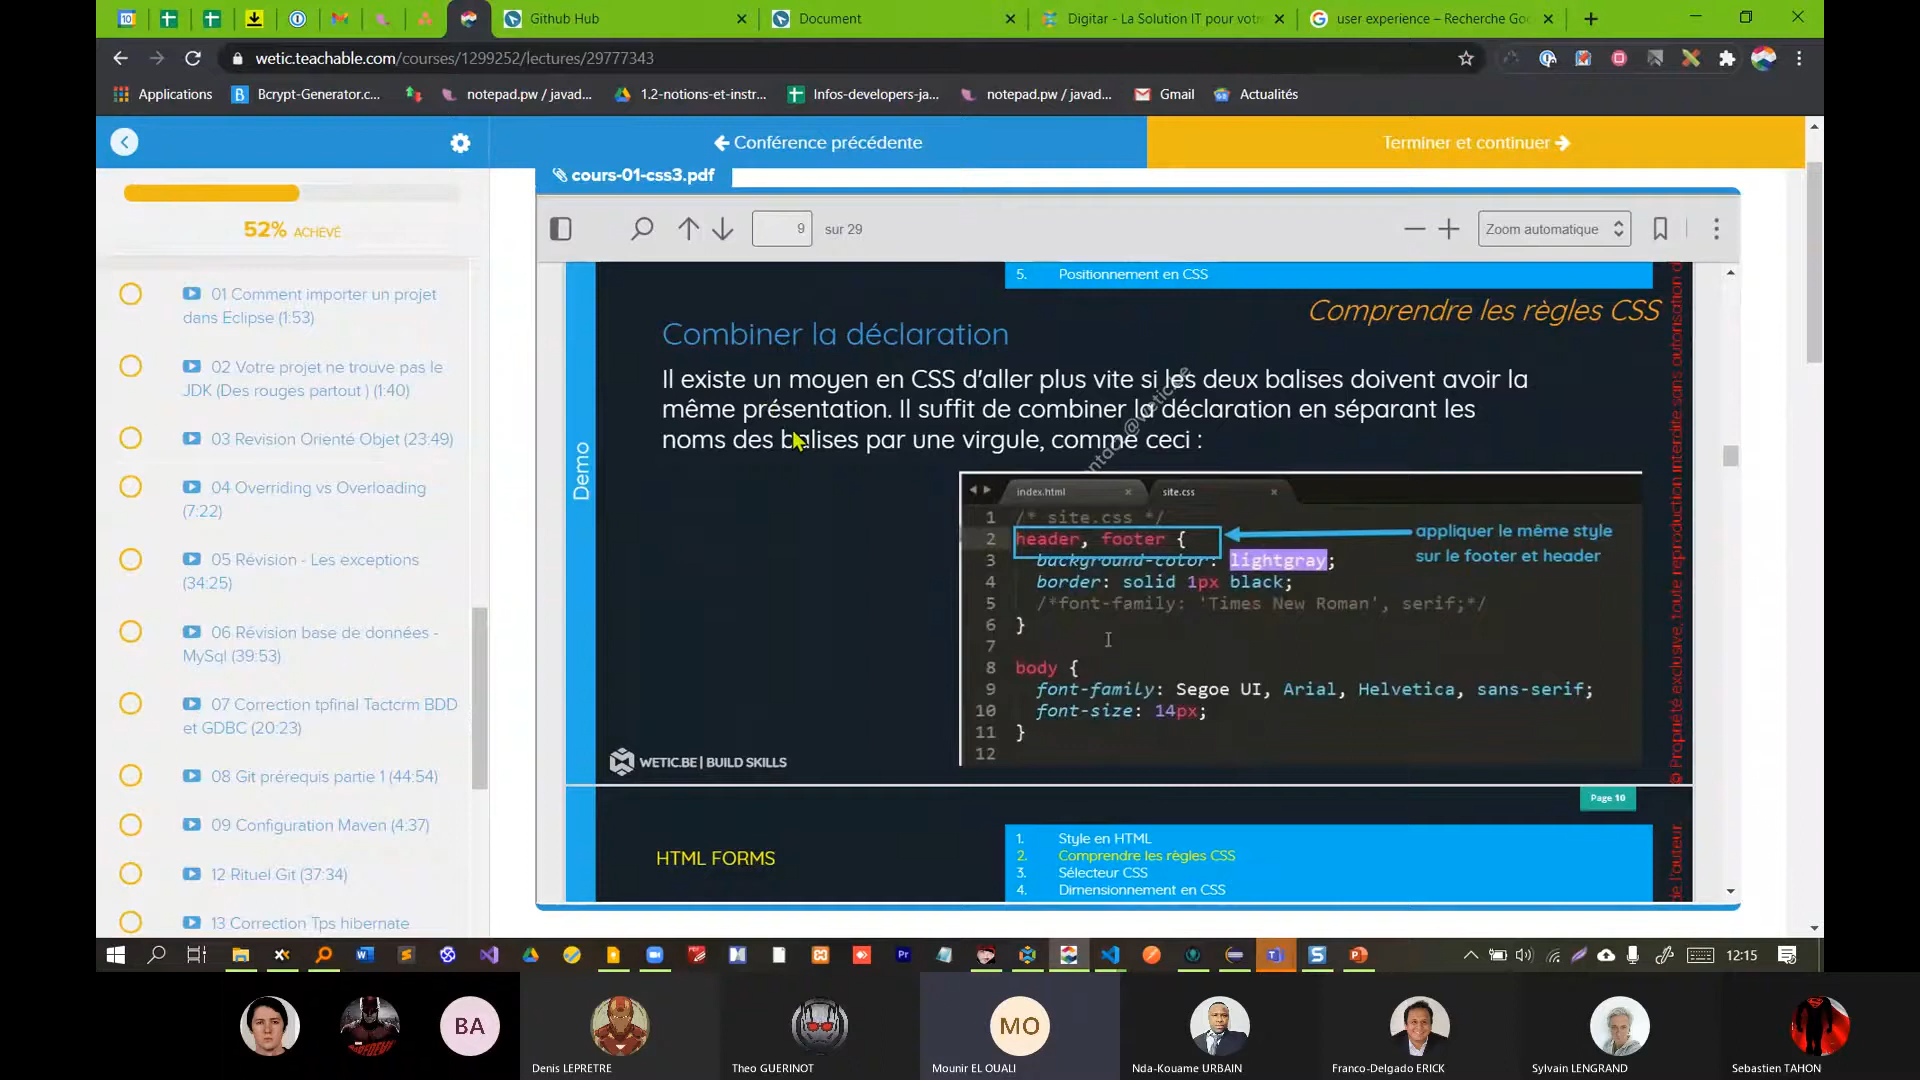 Github Hub
Document
Digitar - La Solution IT pour votr
user experience – Recherche Goo
wetic.teachable.com/courses/1299252/lectures/29777343
Applications
Bcrypt-Generator.c...
notepad.pw / javad...
1.2-notions-et-instr...
Infos-developers-ja...
notepad.pw / javad...
Gmail
Actualités
Conférence précédente
Terminer et continuer
52% ACHEVÉ
01 Comment importer un projet
dans Eclipse (1:53)
02 Votre projet ne trouve pas le
JDK (Des rouges partout ) (1:40)
03 Revision Orienté Objet (23:49)
04 Overriding vs Overloading
(7:22)
05 Révision - Les exceptions
(34:25)
06 Révision base de données -
MySql (39:53)
07 Correction tpfinal Tactcrm BDD
et GDBC (20:23)
08 Git prérequis partie 1 (44:54)
09 Configuration Maven (4:37)
12 Rituel Git (37:34)
13 Correction Tps hibernate
cours-01-css3.pdf
9 sur 29
Zoom automatique
5. Positionnement en CSS
Comprendre les règles CSS
Demo
Combiner la déclaration
Il existe un moyen en CSS d'aller plus vite si les deux balises doivent avoir la
même présentation. Il suffit de combiner la déclaration en séparant les
noms des balises par une virgule, comme ceci :
index.html
site.css
1 /* site.css */
2 header, footer {
3 background-color: lightgray;
4 border: solid 1px black;
5 /*font-family: 'Times New Roman', serif;*/
6 }
7
8 body {
9 font-family: Segoe UI, Arial, Helvetica, sans-serif;
10 font-size: 14px;
11 }
12
appliquer le même style
sur le footer et header
WETIC.BE | BUILD SKILLS
© Propriété exclusive, toute reproduction interdite sans autorisation d
Page 10
HTML FORMS
1. Style en HTML
2. Comprendre les règles CSS
3. Sélecteur CSS
4. Dimensionnement en CSS
de l'auteur
12:15
BA
MO
Denis LEPRETRE
Theo GUERINOT
Mounir EL OUALI
Nda-Kouame URBAIN
Franco-Delgado ERICK
Sylvain LENGRAND
Sebastien TAHON